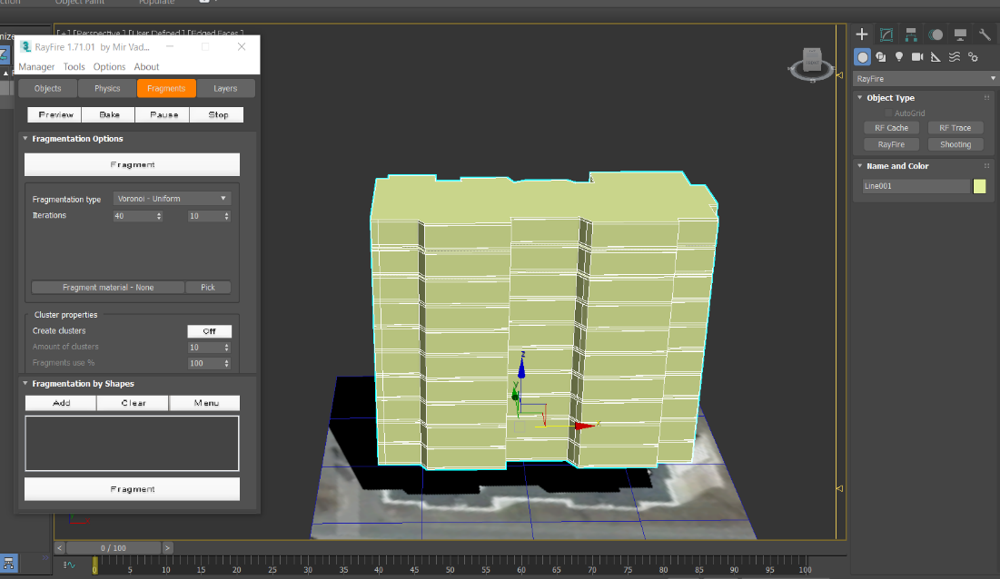 Object Paint
Populate
[+] [Perspective] [User Defined] [Edged Faces]
RayFire 1.71.01 by Mir Vad...
Manager Tools Options About
Objects Physics Fragments Layers
Preview Bake Pause Stop
Fragmentation Options
Fragment
Fragmentation type Voronoi - Uniform
Iterations 40 10
Fragment material - None Pick
Cluster properties
Create clusters Off
Amount of clusters 10
Fragments use % 100
Fragmentation by Shapes
Add Clear Menu
Fragment
z
y
x
RayFire
Object Type
AutoGrid
RF Cache RF Trace
RayFire Shooting
Name and Color
Line001
< 0 / 100 >
0 5 10 15 20 25 30 35 40 45 50 55 60 65 70 75 80 85 90 95 100